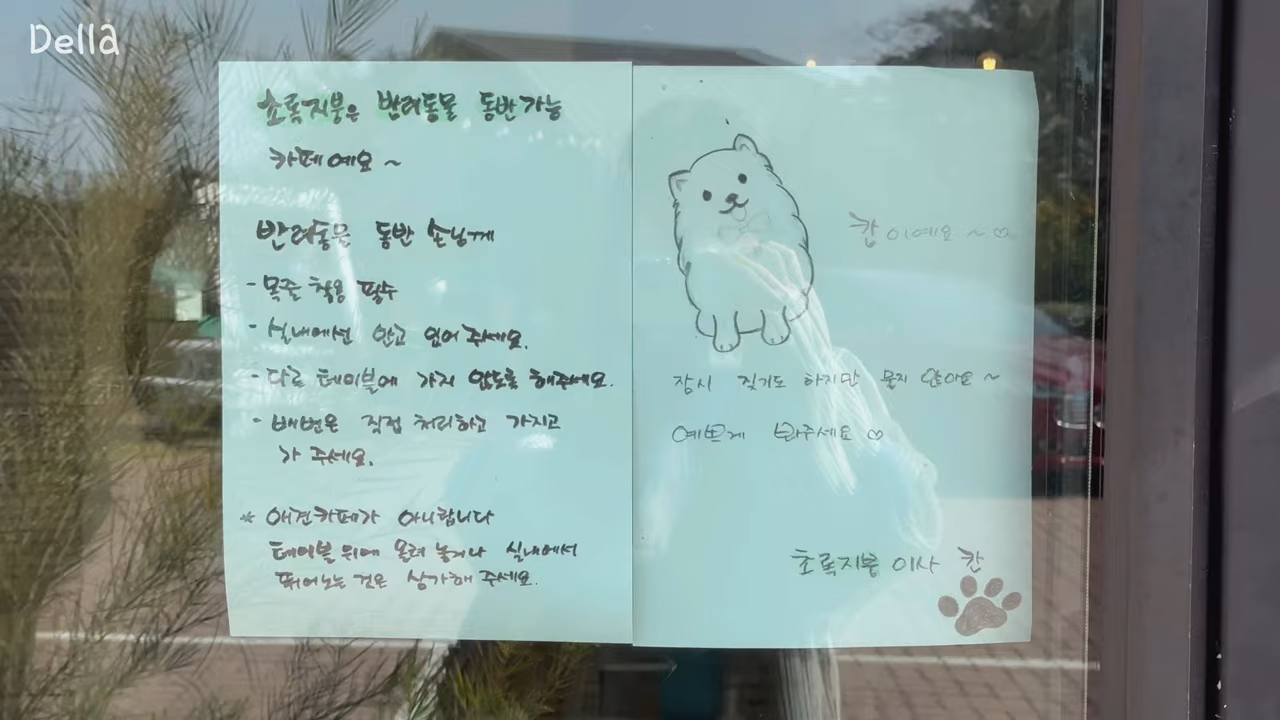 Della
초록지붕은 반려동물 동반가능
카페예요~
반려동물 동반 손님께
- 목줄 착용 필수
- 실내에선 안고 있어 주세요.
- 다른 테이블에 가지 않도록 해주세요.
- 배변은 직접 처리하고 가지고
가 주세요.
* 애견카페가 아니랍니다
테이블 위에 올려 놓거나 실내에서
뛰어노는 것은 삼가해 주세요.
칸이예요~♡
잠시 짖기도 하지만 물지 않아요~
예쁘게 봐주세요♡
초록지붕 이사 칸